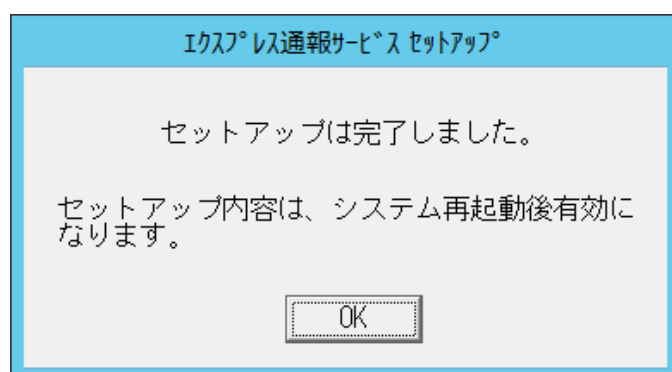 ｴｸｽﾌﾟﾚｽ通報ｻｰﾋﾞｽ ｾｯﾄｱｯﾌﾟ
セットアップは完了しました。
セットアップ内容は、システム再起動後有効に
なります。
OK